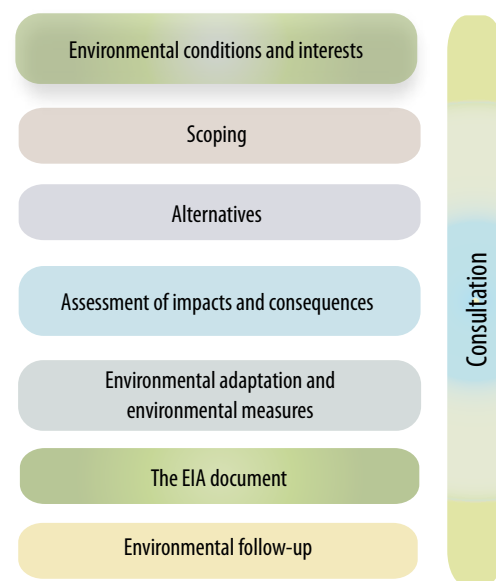 Environmental conditions and interests
Scoping
Alternatives
Assessment of impacts and consequences
Environmental adaptation and
environmental measures
The EIA document
Environmental follow-up
Consultation